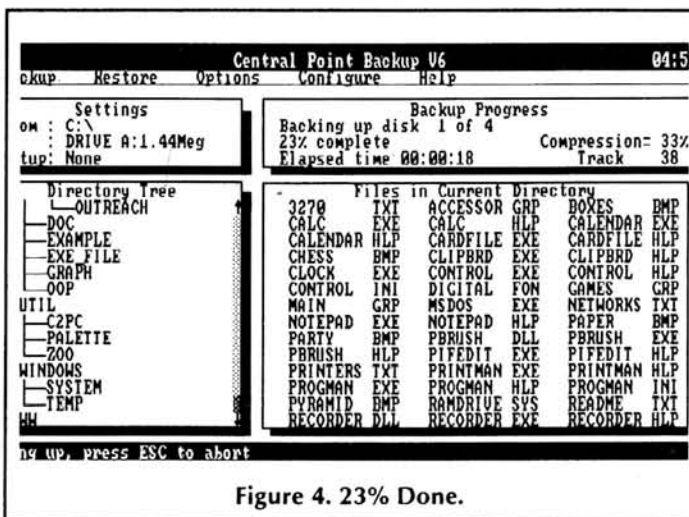 Central Point Backup V6 04:5
ckup Restore Options Configure Help
Settings
om : C:\
: DRIVE A:1.44Meg
tup: None
Backup Progress
Backing up disk 1 of 4
23% complete Compression= 33%
Elapsed time 00:00:18 Track 38
Directory Tree
OUTREACH
DOC
EXAMPLE
EXE_FILE
GRAPH
OOP
UTIL
C2PC
PALETTE
ZOO
WINDOWS
SYSTEM
TEMP
WW
Files in Current Directory
3270 TXT ACCESSOR GRP BOXES BMP
CALC EXE CALC HLP CALENDAR EXE
CALENDAR HLP CARDFILE EXE CARDFILE HLP
CHESS BMP CLIPBRD EXE CLIPBRD HLP
CLOCK EXE CONTROL EXE CONTROL HLP
CONTROL INI DIGITAL FON GAMES GRP
MAIN GRP MSDOS EXE NETWORKS TXT
NOTEPAD EXE NOTEPAD HLP PAPER BMP
PARTY BMP PBRUSH DLL PBRUSH EXE
PBRUSH HLP PIFEDIT EXE PIFEDIT HLP
PRINTERS TXT PRINTMAN EXE PRINTMAN HLP
PROGMAN EXE PROGMAN HLP PROGMAN INI
PYRAMID BMP RAMDRIVE SYS README TXT
RECORDER DLL RECORDER EXE RECORDER HLP
ng up, press ESC to abort
Figure 4. 23% Done.